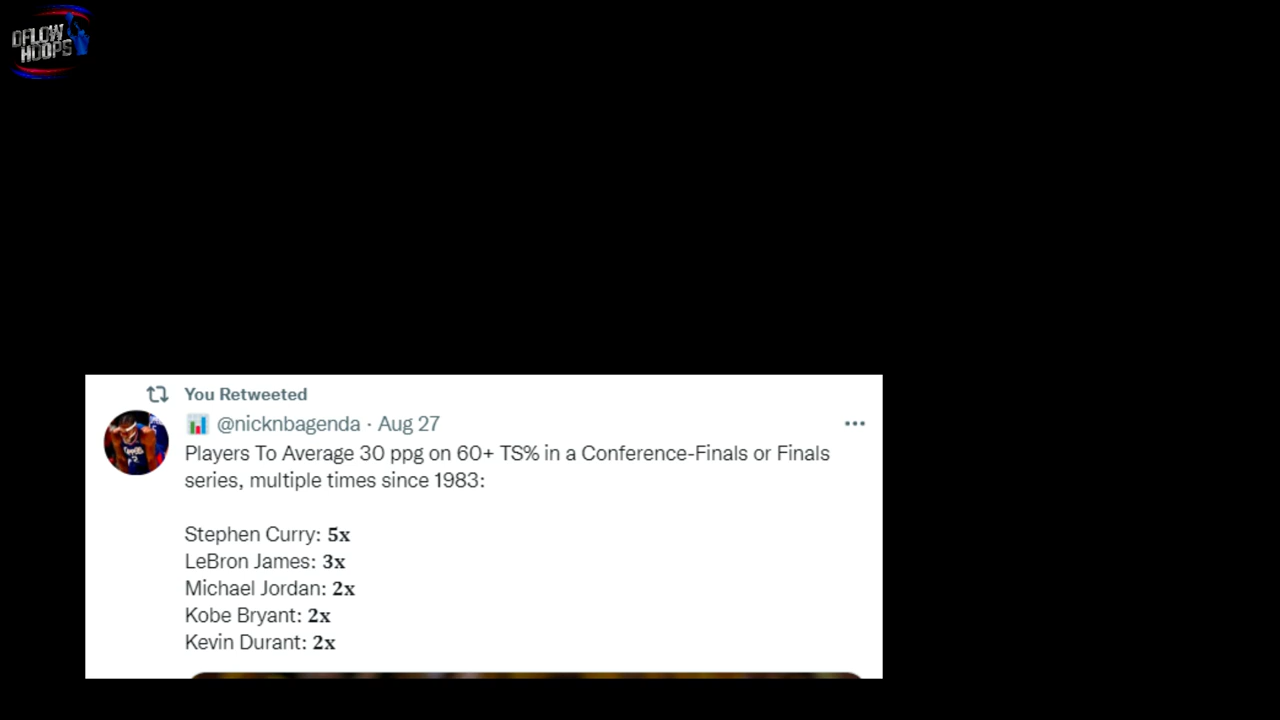 DFLOW
HOOPS
You Retweeted
@nicknbagenda · Aug 27
Players To Average 30 ppg on 60+ TS% in a Conference-Finals or Finals
series, multiple times since 1983:
Stephen Curry: 5x
LeBron James: 3x
Michael Jordan: 2x
Kobe Bryant: 2x
Kevin Durant: 2x